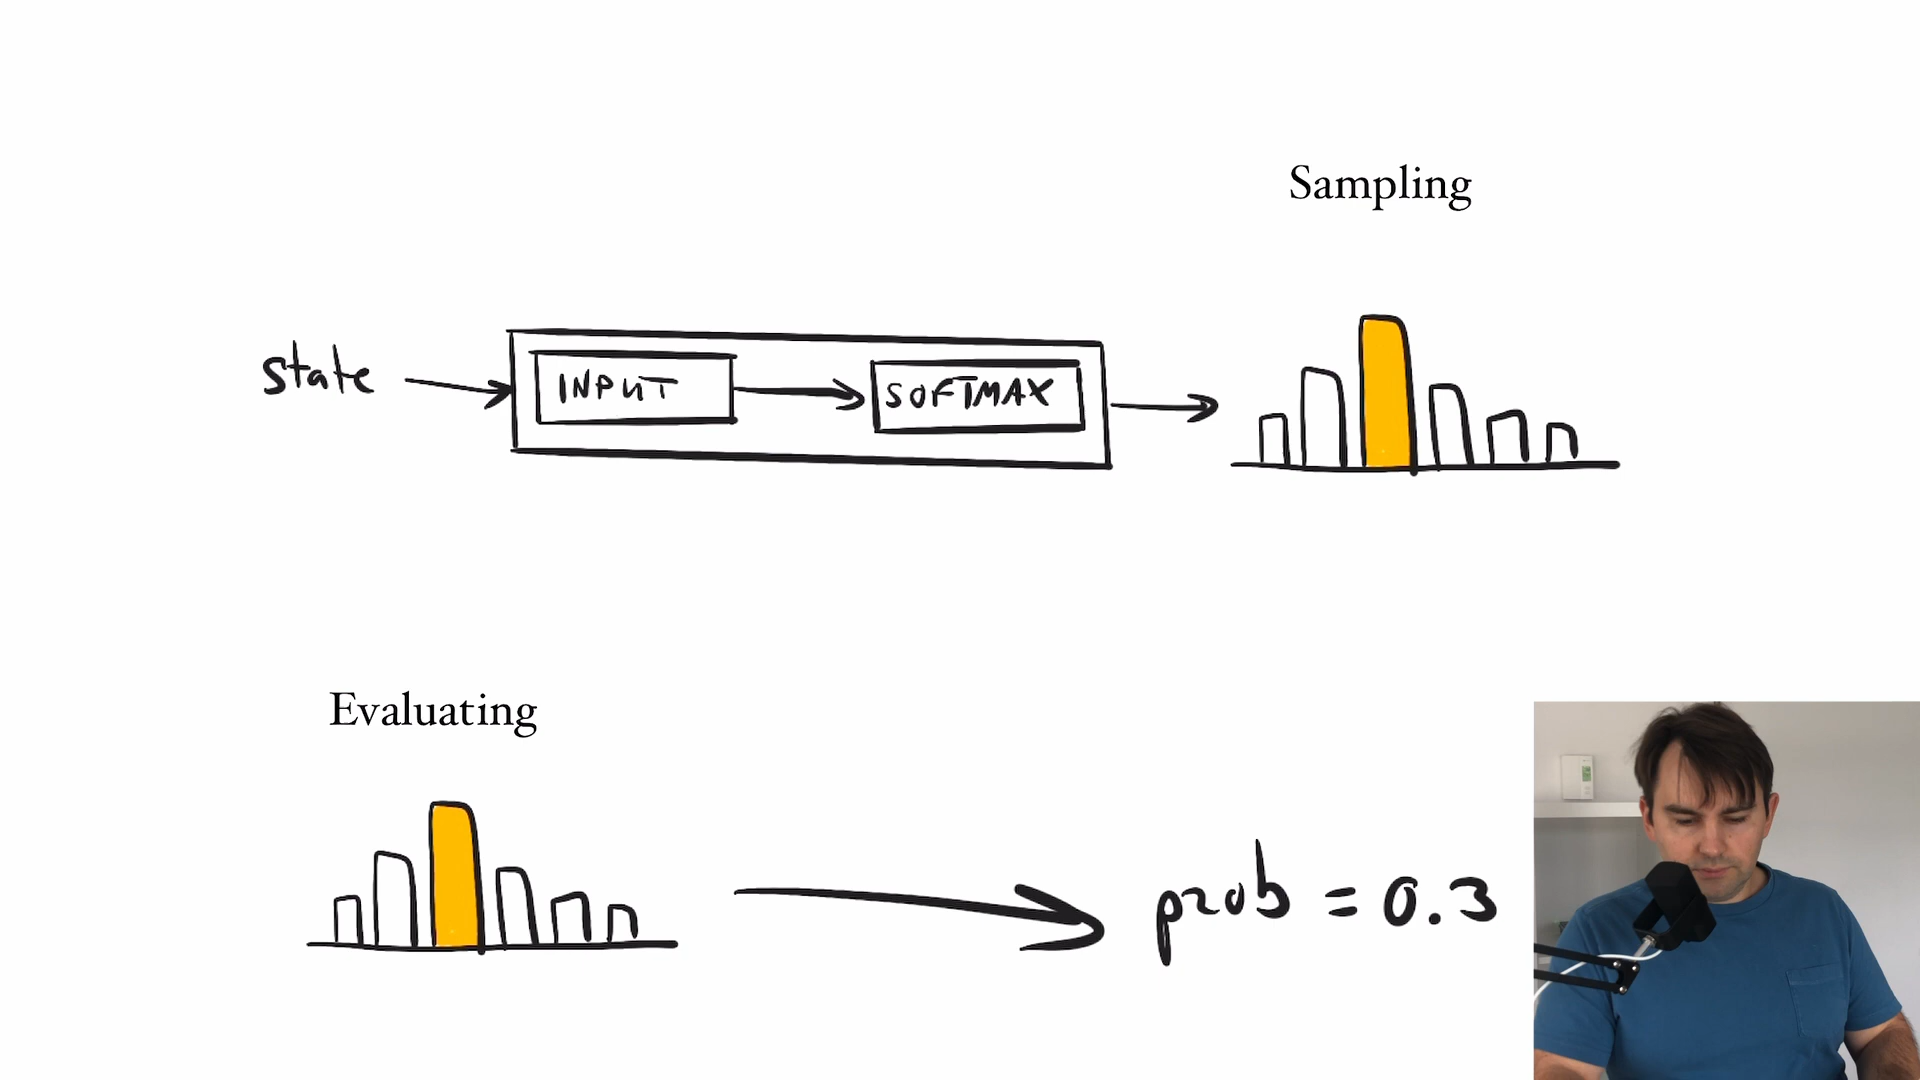 Sampling
state
INPUT
SOFTMAX
Evaluating
prob = 0.3